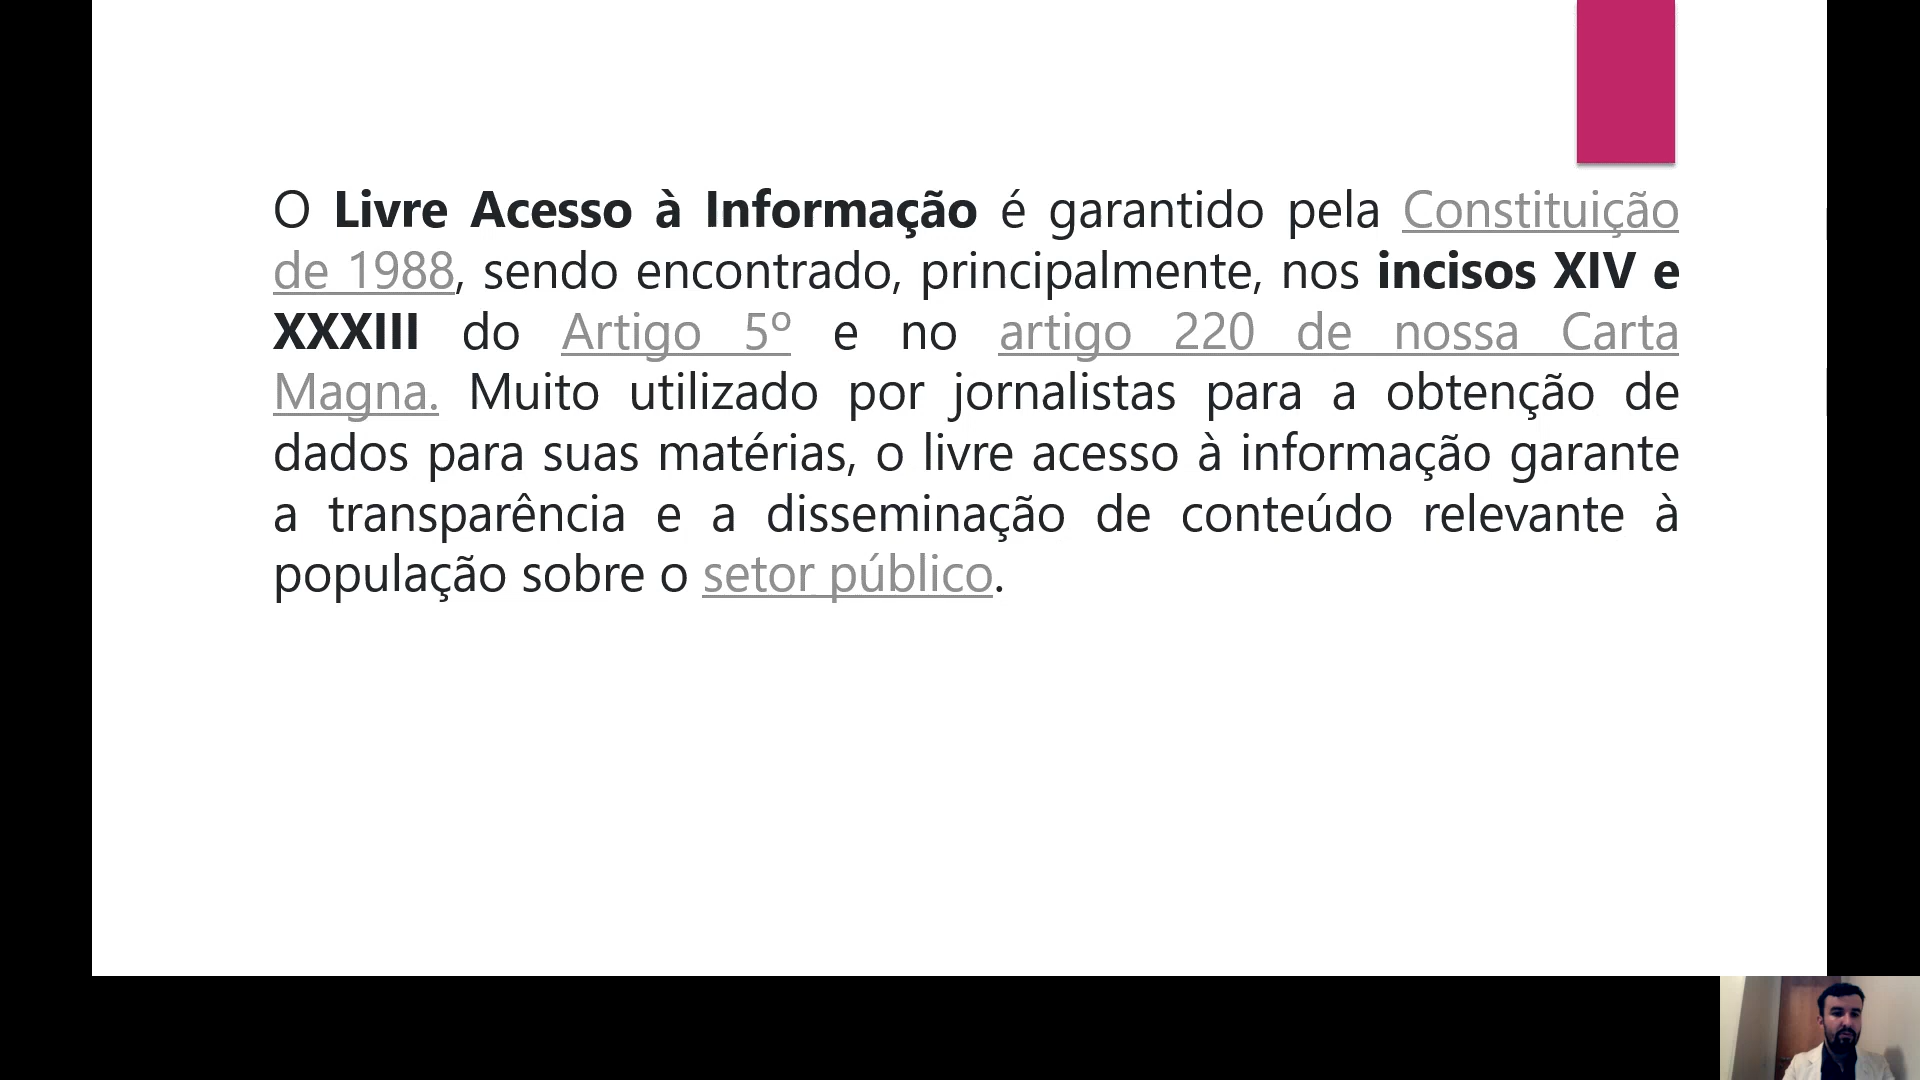 O Livre Acesso à Informação é garantido pela Constituição
de 1988, sendo encontrado, principalmente, nos incisos XIV e
XXXIII do Artigo 5º e no artigo 220 de nossa Carta
Magna. Muito utilizado por jornalistas para a obtenção de
dados para suas matérias, o livre acesso à informação garante
a transparência e a disseminação de conteúdo relevante à
população sobre o setor público.